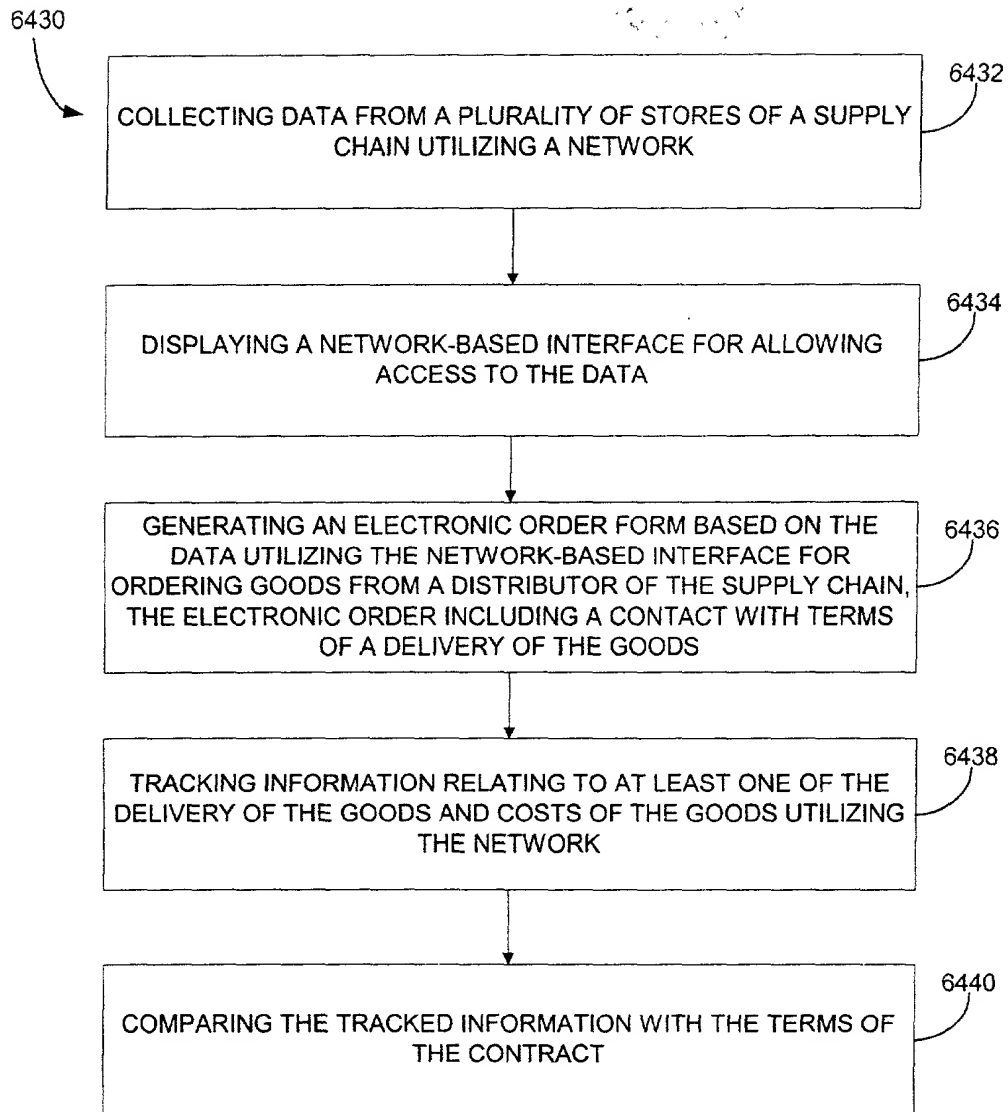 6430
6432
COLLECTING DATA FROM A PLURALITY OF STORES OF A SUPPLY
CHAIN UTILIZING A NETWORK
6434
DISPLAYING A NETWORK-BASED INTERFACE FOR ALLOWING
ACCESS TO THE DATA
6436
GENERATING AN ELECTRONIC ORDER FORM BASED ON THE
DATA UTILIZING THE NETWORK-BASED INTERFACE FOR
ORDERING GOODS FROM A DISTRIBUTOR OF THE SUPPLY CHAIN,
THE ELECTRONIC ORDER INCLUDING A CONTACT WITH TERMS
OF A DELIVERY OF THE GOODS
6438
TRACKING INFORMATION RELATING TO AT LEAST ONE OF THE
DELIVERY OF THE GOODS AND COSTS OF THE GOODS UTILIZING
THE NETWORK
6440
COMPARING THE TRACKED INFORMATION WITH THE TERMS OF
THE CONTRACT